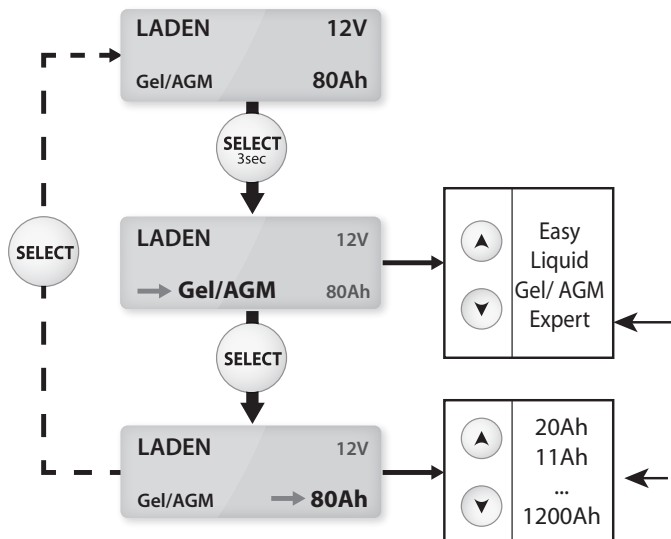 LADEN 12V
Gel/AGM 80Ah
SELECT
3sec
LADEN 12V
Gel/AGM 80Ah
SELECT
Easy
Liquid
Gel/ AGM
Expert
SELECT
LADEN 12V
Gel/AGM 80Ah
20Ah
11Ah
...
1200Ah